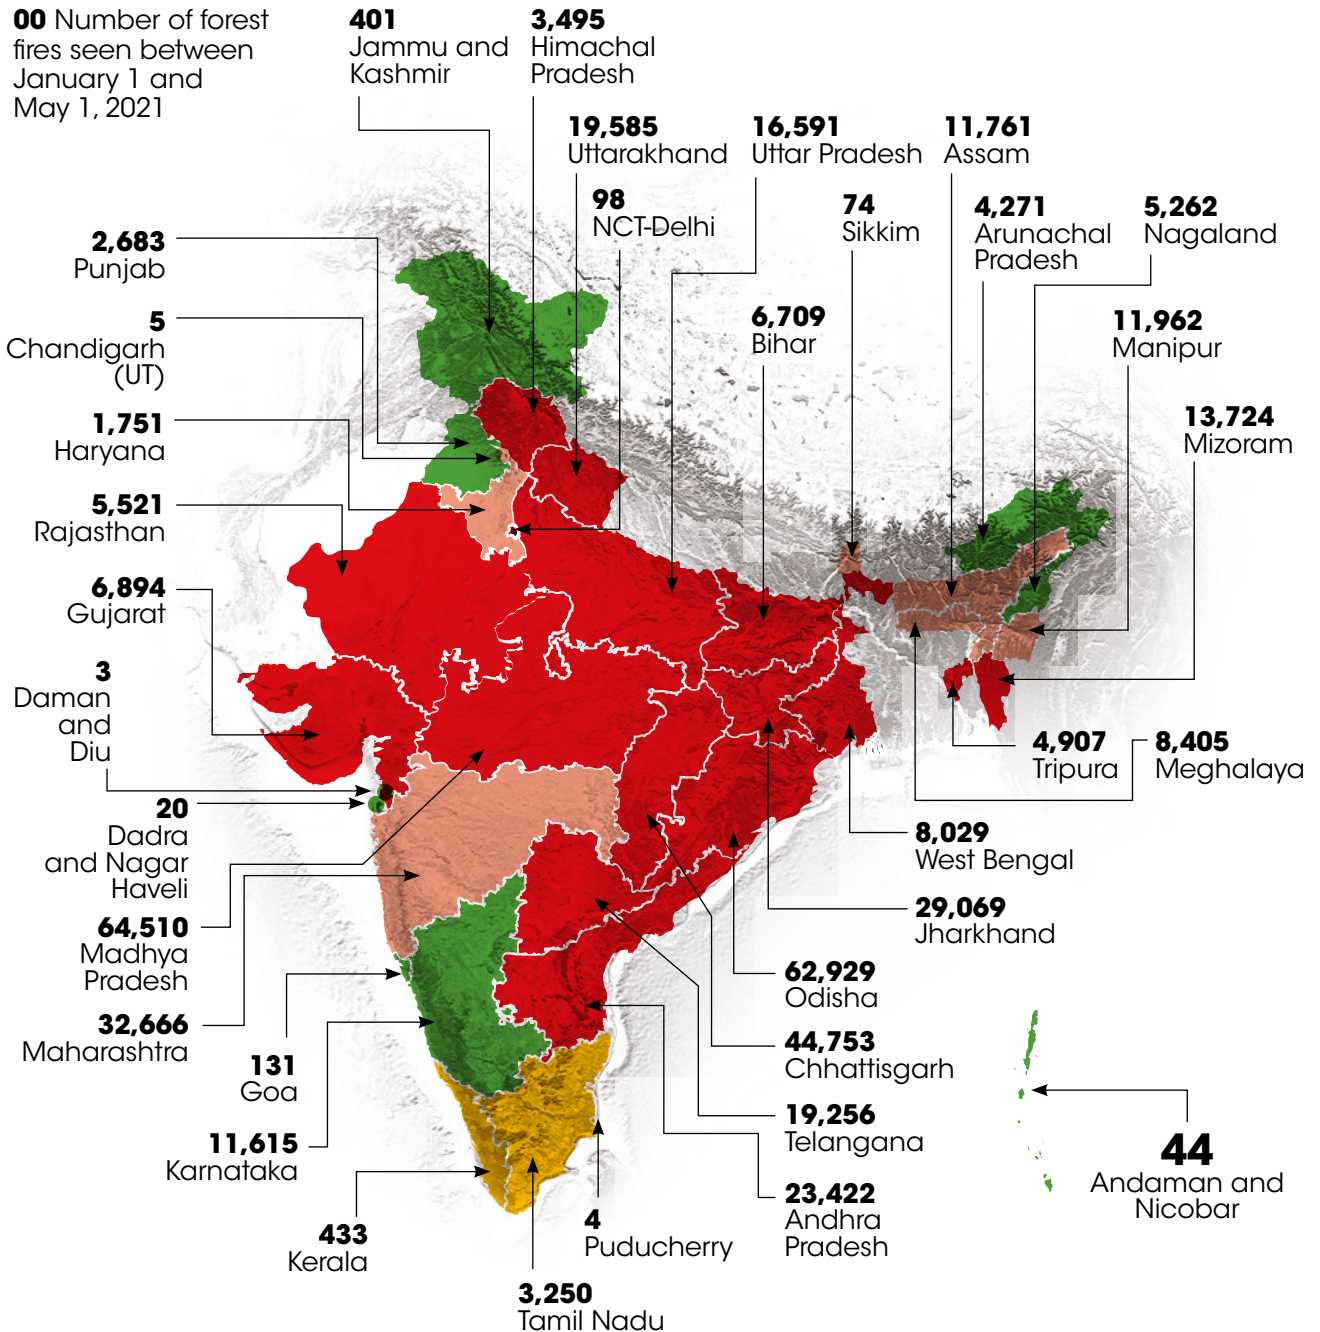 00 Number of forest
fires seen between
January 1 and
May 1, 2021
401
Jammu and
Kashmir
3,495
Himachal
Pradesh
19,585
Uttarakhand
16,591
Uttar Pradesh
11,761
Assam
98
NCT-Delhi
74
Sikkim
4,271
Arunachal
Pradesh
5,262
Nagaland
2,683
Punjab
5
Chandigarh
(UT)
6,709
Bihar
11,962
Manipur
1,751
Haryana
13,724
Mizoram
5,521
Rajasthan
6,894
Gujarat
3
Daman
and
Diu
4,907
Tripura
8,405
Meghalaya
20
Dadra
and Nagar
Haveli
8,029
West Bengal
29,069
Jharkhand
64,510
Madhya
Pradesh
62,929
Odisha
32,666
Maharashtra
44,753
Chhattisgarh
131
Goa
19,256
Telangana
11,615
Karnataka
44
Andaman and
Nicobar
23,422
Andhra
Pradesh
433
Kerala
4
Puducherry
3,250
Tamil Nadu